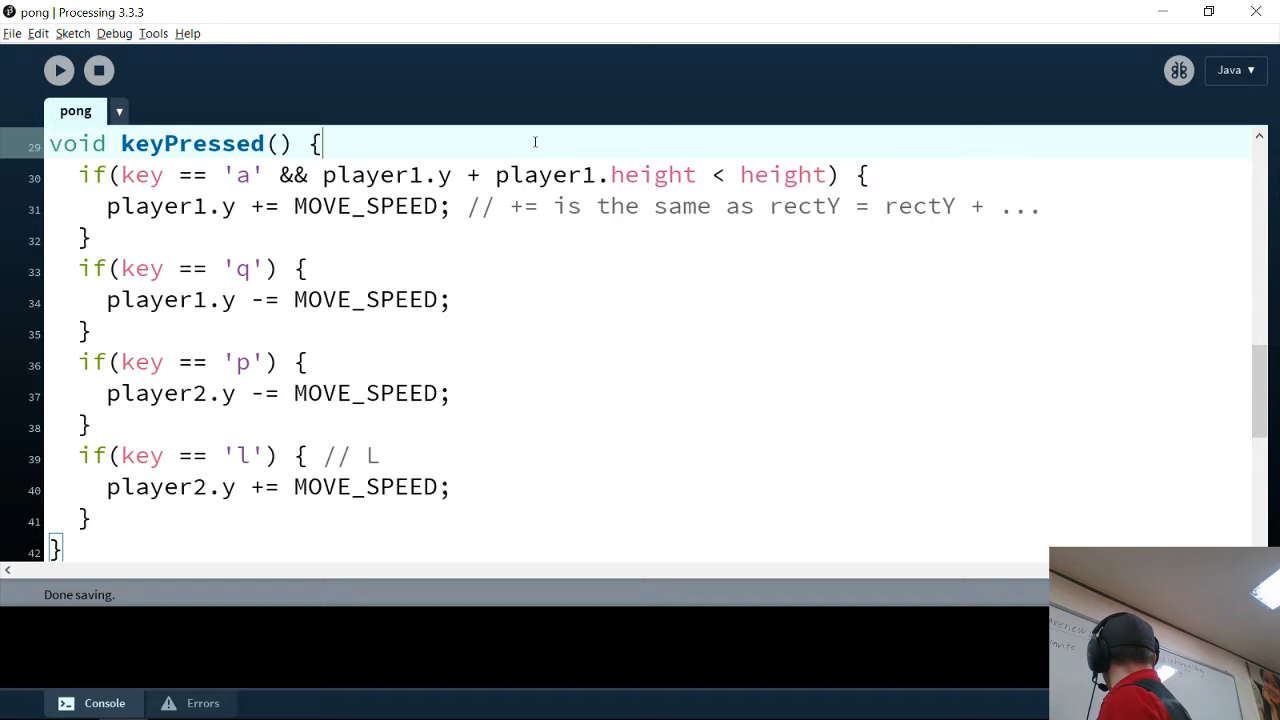 pong | Processing 3.3.3
File Edit Sketch Debug Tools Help
Java ▾
pong
29 void keyPressed() {
30 if(key == 'a' && player1.y + player1.height < height) {
31 player1.y += MOVE_SPEED; // += is the same as rectY = rectY + ...
32 }
33 if(key == 'q') {
34 player1.y -= MOVE_SPEED;
35 }
36 if(key == 'p') {
37 player2.y -= MOVE_SPEED;
38 }
39 if(key == 'l') { // L
40 player2.y += MOVE_SPEED;
41 }
42 }
Done saving.
Console Errors